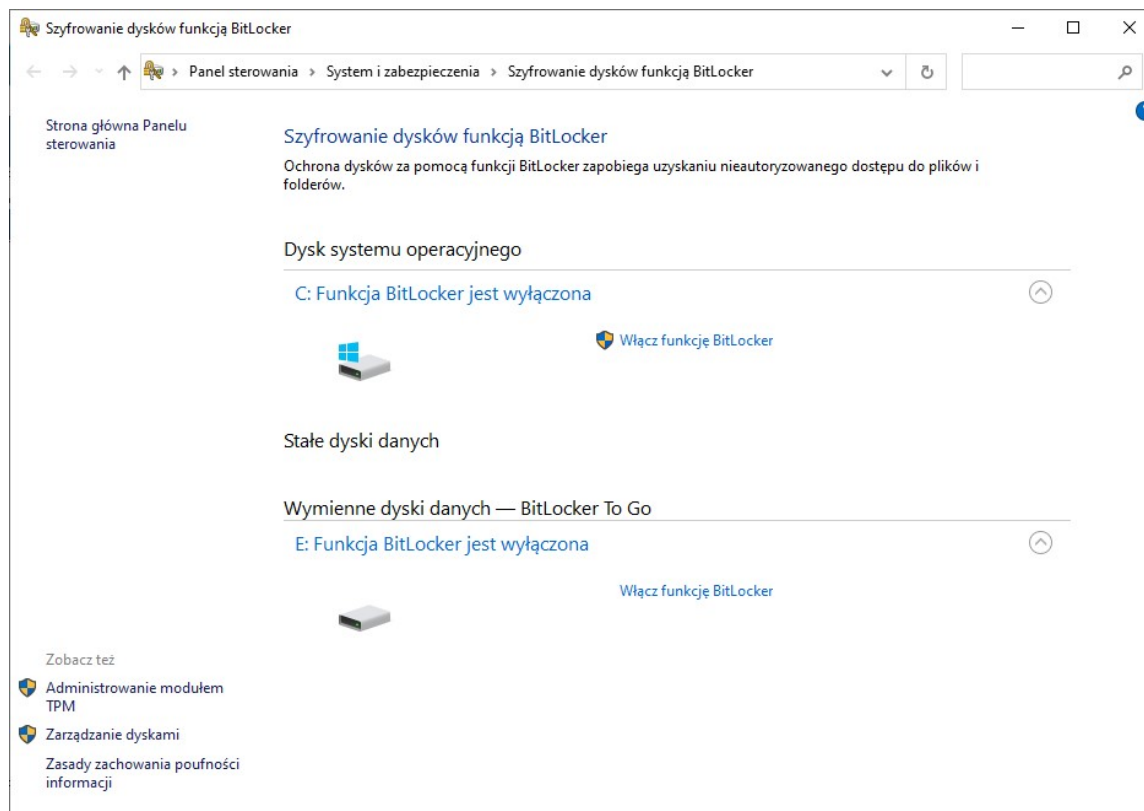 Szyfrowanie dysków funkcją BitLocker
Panel sterowania > System i zabezpieczenia > Szyfrowanie dysków funkcją BitLocker
Strona główna Panelu
sterowania
Szyfrowanie dysków funkcją BitLocker
Ochrona dysków za pomocą funkcji BitLocker zapobiega uzyskaniu nieautoryzowanego dostępu do plików i
folderów.
Dysk systemu operacyjnego
C: Funkcja BitLocker jest wyłączona
Włącz funkcję BitLocker
Stałe dyski danych
Wymienne dyski danych — BitLocker To Go
E: Funkcja BitLocker jest wyłączona
Włącz funkcję BitLocker
Zobacz też
Administrowanie modułem
TPM
Zarządzanie dyskami
Zasady zachowania poufności
informacji